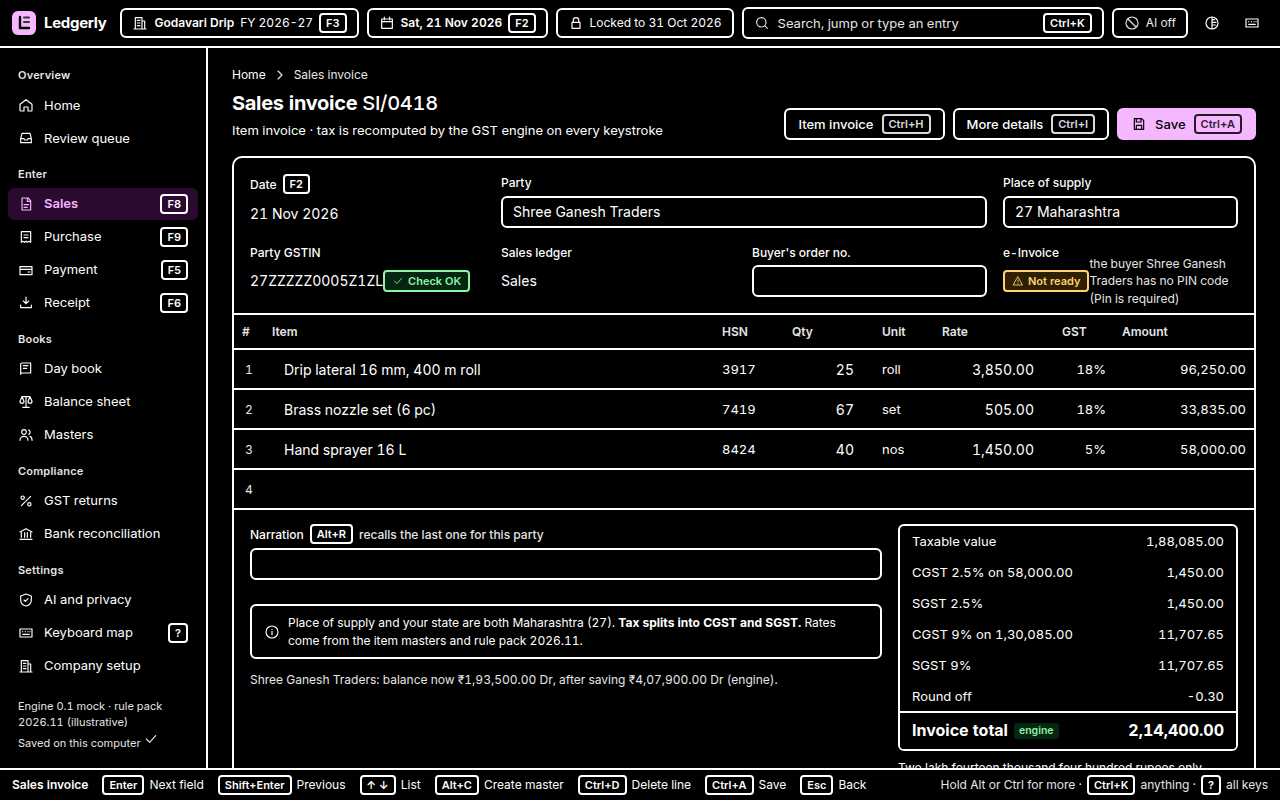 Ledgerly
Godavari Drip FY 2026-27 F3
Sat, 21 Nov 2026 F2
Locked to 31 Oct 2026
Search, jump or type an entry Ctrl+K
AI off
Overview
Home
Review queue
Enter
Sales F8
Purchase F9
Payment F5
Receipt F6
Books
Day book
Balance sheet
Masters
Compliance
GST returns
Bank reconciliation
Settings
AI and privacy
Keyboard map ?
Company setup
Engine 0.1 mock · rule pack
2026.11 (illustrative)
Saved on this computer
Home > Sales invoice
Sales invoice SI/0418
Item invoice · tax is recomputed by the GST engine on every keystroke
Item invoice Ctrl+H
More details Ctrl+I
Save Ctrl+A
Date F2
21 Nov 2026
Party
Shree Ganesh Traders
Place of supply
27 Maharashtra
Party GSTIN
27ZZZZZ0005Z1ZL Check OK
Sales ledger
Sales
Buyer's order no.
e-Invoice
Not ready
the buyer Shree Ganesh
Traders has no PIN code
(Pin is required)
# Item HSN Qty Unit Rate GST Amount
1 Drip lateral 16 mm, 400 m roll 3917 25 roll 3,850.00 18% 96,250.00
2 Brass nozzle set (6 pc) 7419 67 set 505.00 18% 33,835.00
3 Hand sprayer 16 L 8424 40 nos 1,450.00 5% 58,000.00
4
Narration Alt+R recalls the last one for this party
Place of supply and your state are both Maharashtra (27). Tax splits into CGST and SGST. Rates
come from the item masters and rule pack 2026.11.
Shree Ganesh Traders: balance now ₹1,93,500.00 Dr, after saving ₹4,07,900.00 Dr (engine).
Taxable value 1,88,085.00
CGST 2.5% on 58,000.00 1,450.00
SGST 2.5% 1,450.00
CGST 9% on 1,30,085.00 11,707.65
SGST 9% 11,707.65
Round off -0.30
Invoice total engine 2,14,400.00
Two lakh fourteen thousand four hundred rupees only
Sales invoice Enter Next field Shift+Enter Previous ↑↓ List Alt+C Create master Ctrl+D Delete line Ctrl+A Save Esc Back
Hold Alt or Ctrl for more · Ctrl+K anything · ? all keys